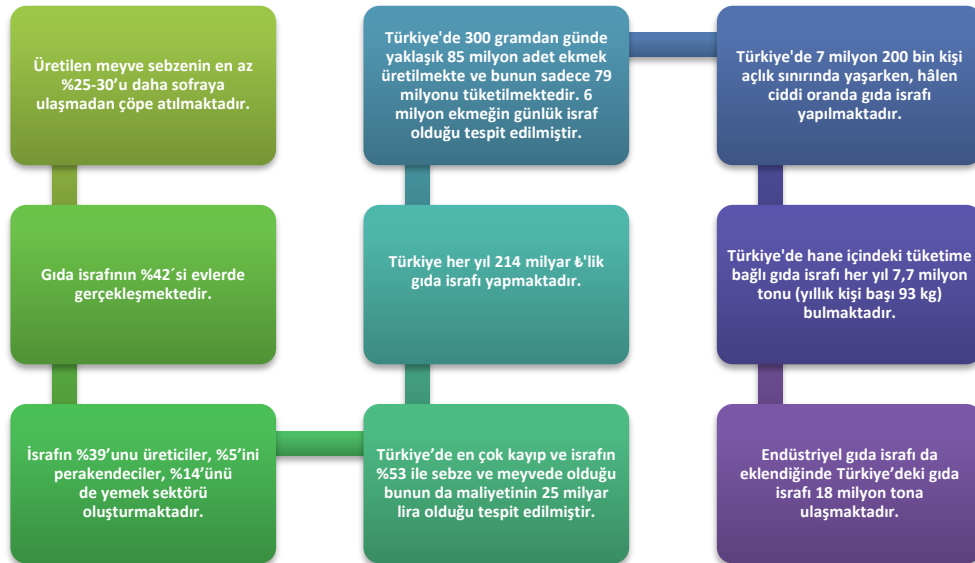 Üretilen meyve sebzenin en az
%25-30’u daha sofraya
ulaşmadan çöpe atılmaktadır.
Gıda israfının %42´si evlerde
gerçekleşmektedir.
İsrafın %39’unu üreticiler, %5’ini
perakendeciler, %14’ünü
de yemek sektörü
oluşturmaktadır.
Türkiye’de en çok kayıp ve israfın
%53 ile sebze ve meyvede olduğu
bunun da maliyetinin 25 milyar
lira olduğu tespit edilmiştir.
Türkiye her yıl 214 milyar ₺'lik
gıda israfı yapmaktadır.
Türkiye'de 300 gramdan günde
yaklaşık 85 milyon adet ekmek
üretilmekte ve bunun sadece 79
milyonu tüketilmektedir. 6
milyon ekmeğin günlük israf
olduğu tespit edilmiştir.
Türkiye'de 7 milyon 200 bin kişi
açlık sınırında yaşarken, hâlen
ciddi oranda gıda israfı
yapılmaktadır.
Türkiye'de hane içindeki tüketime
bağlı gıda israfı her yıl 7,7 milyon
tonu (yıllık kişi başı 93 kg)
bulmaktadır.
Endüstriyel gıda israfı da
eklendiğinde Türkiye’deki gıda
israfı 18 milyon tona
ulaşmaktadır.